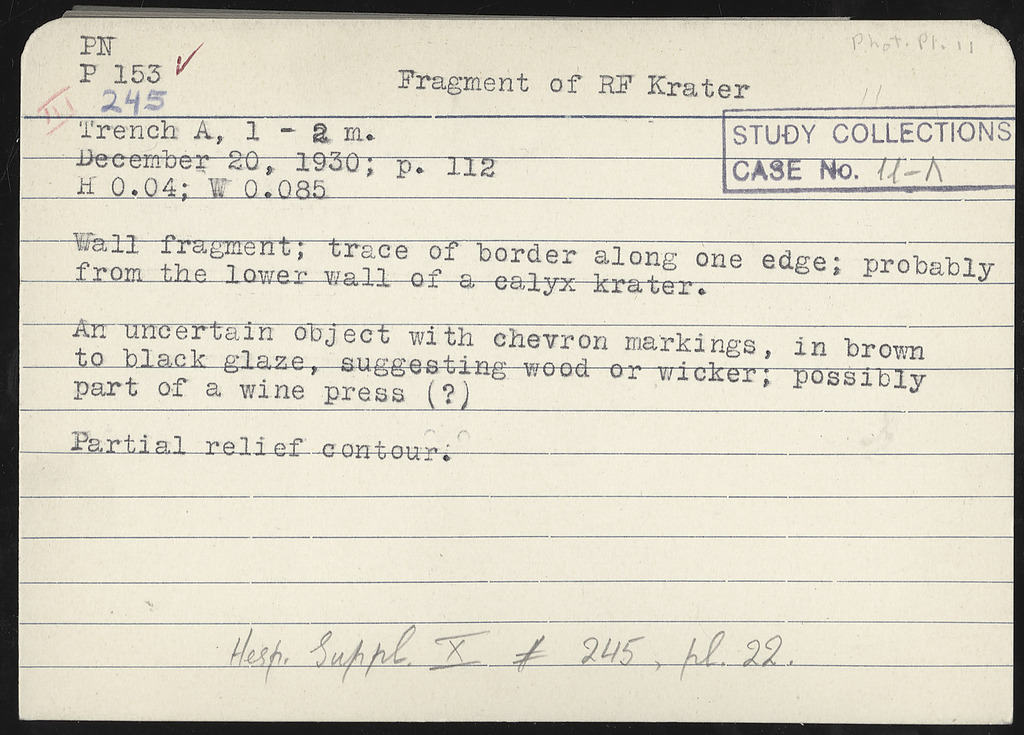 PN
Phot. Pl. 11
P 153 ✓
Fragment of RF Krater
245
11
Trench A, 1 - 2 m.
STUDY COLLECTIONS
December 20, 1930; p. 112
CASE No. 11-Λ
H 0.04; W 0.085
Wall fragment; trace of border along one edge; probably
from the lower wall of a calyx krater.
An uncertain object with chevron markings, in brown
to black glaze, suggesting wood or wicker; possibly
part of a wine press (?)
Partial relief contour.
Hesp. Suppl. X # 245, pl. 22.